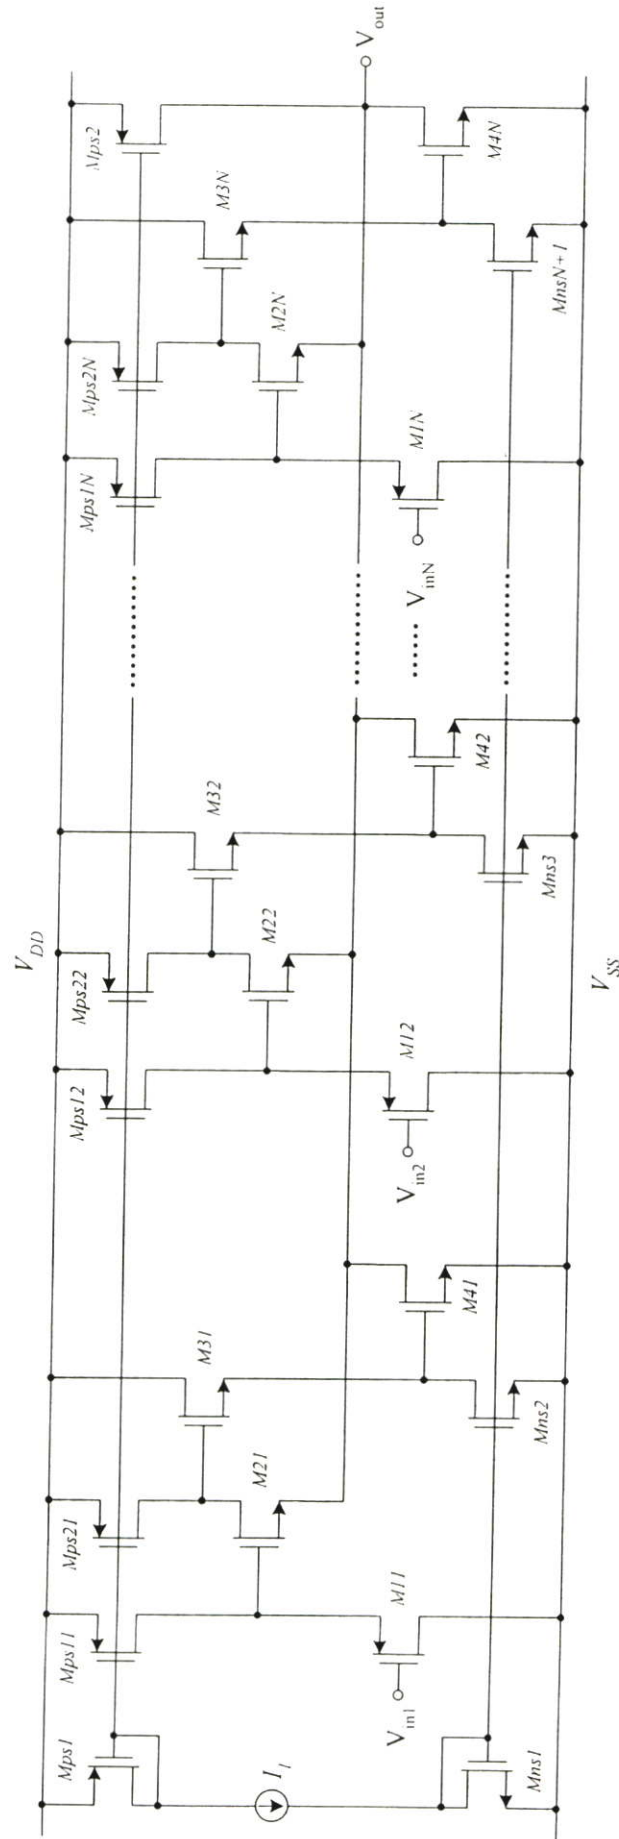 V_DD
Mps1
Mps11
Mps21
Mps12
Mps22
Mps1N
Mps2N
Mps2
M31
M32
M3N
M21
M22
M2N
I_1
V_in1
M11
M41
V_in2
M12
M42
V_inN
M1N
M4N
V_out
Mns1
Mns2
Mns3
MnsN+1
V_SS